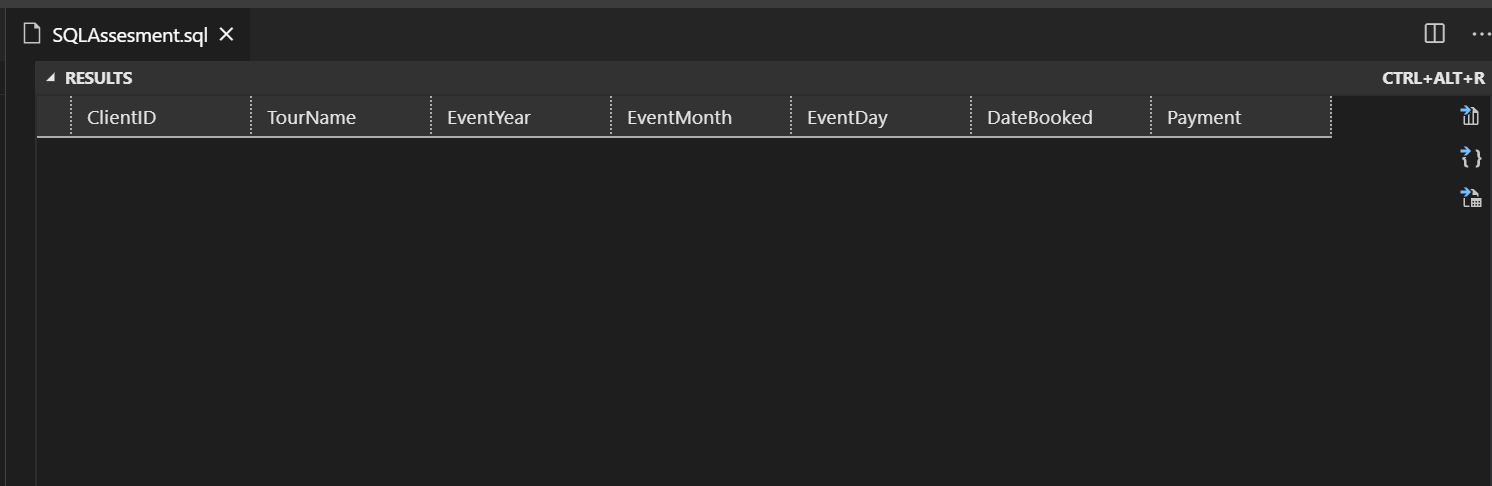 SQLAssesment.sql
RESULTS CTRL+ALT+R
ClientID TourName EventYear EventMonth EventDay DateBooked Payment